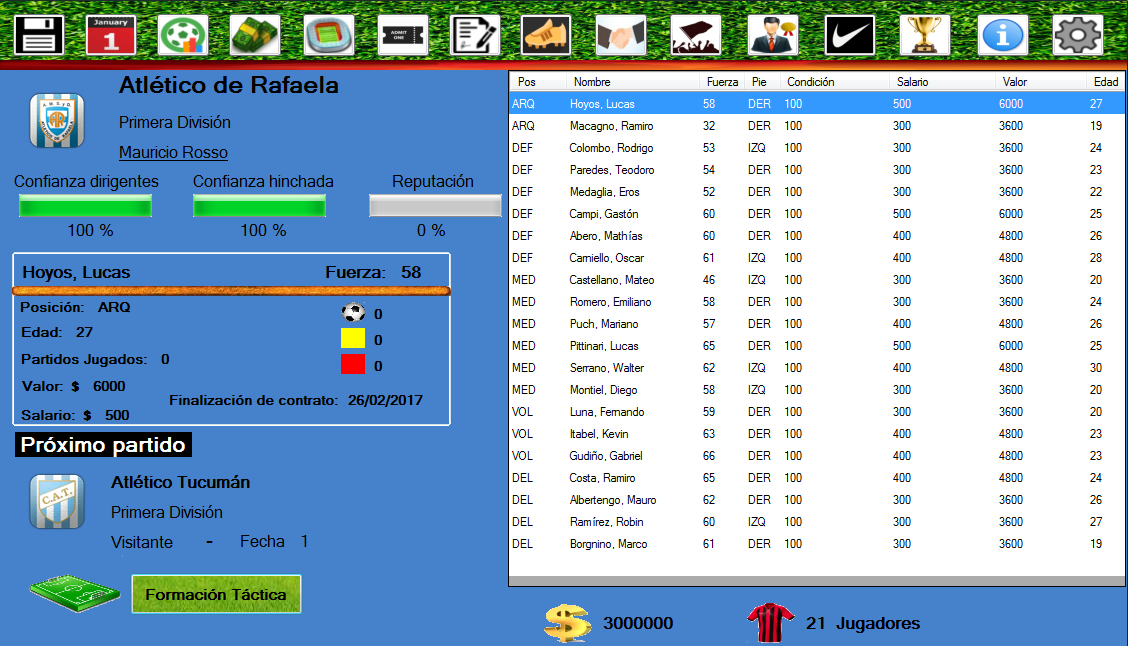 January
1
ADMIT
ONE
Atlético de Rafaela
Primera División
Mauricio Rosso
Confianza dirigentes Confianza hinchada Reputación
100 % 100 % 0 %
Hoyos, Lucas Fuerza: 58
Posición: ARQ 0
Edad: 27 0
Partidos Jugados: 0 0
Valor: $ 6000
Finalización de contrato: 26/02/2017
Salario: $ 500
Próximo partido
C.A.T.
Atlético Tucumán
Primera División
Visitante - Fecha 1
Formación Táctica
Pos Nombre Fuerza Pie Condición Salario Valor Edad
ARQ Hoyos, Lucas 58 DER 100 500 6000 27
ARQ Macagno, Ramiro 32 DER 100 300 3600 19
DEF Colombo, Rodrigo 53 IZQ 100 300 3600 24
DEF Paredes, Teodoro 54 DER 100 300 3600 23
DEF Medaglia, Eros 52 DER 100 300 3600 22
DEF Campi, Gastón 60 DER 100 500 6000 25
DEF Abero, Mathías 60 DER 100 400 4800 26
DEF Carniello, Oscar 61 IZQ 100 400 4800 28
MED Castellano, Mateo 46 IZQ 100 300 3600 20
MED Romero, Emiliano 58 DER 100 300 3600 24
MED Puch, Mariano 57 DER 100 400 4800 26
MED Pittinari, Lucas 65 DER 100 500 6000 25
MED Serrano, Walter 62 IZQ 100 400 4800 30
MED Montiel, Diego 58 IZQ 100 300 3600 20
VOL Luna, Fernando 59 DER 100 300 3600 20
VOL Itabel, Kevin 63 DER 100 400 4800 23
VOL Gudiño, Gabriel 66 DER 100 400 4800 23
DEL Costa, Ramiro 65 DER 100 400 4800 24
DEL Albertengo, Mauro 62 DER 100 300 3600 26
DEL Ramírez, Robin 60 IZQ 100 300 3600 27
DEL Borgnino, Marco 61 DER 100 300 3600 19
3000000 21 Jugadores